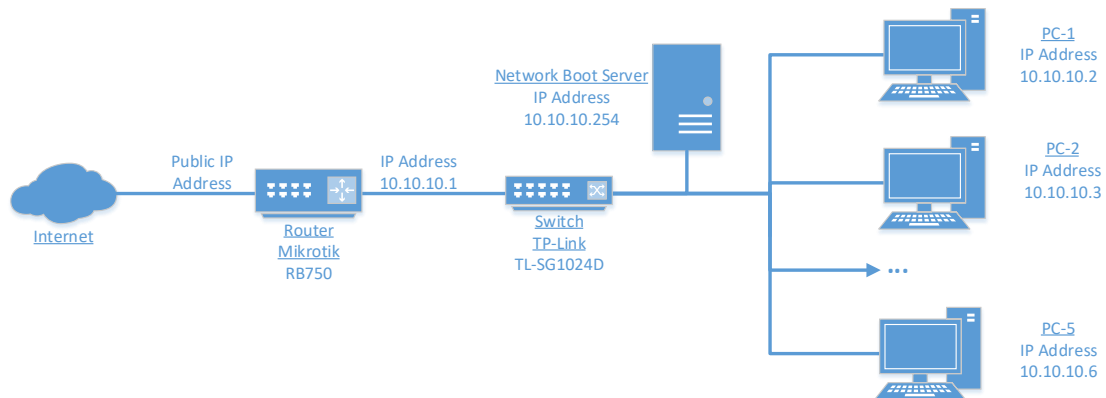 Internet
Public IP
Address
Router
Mikrotik
RB750
IP Address
10.10.10.1
Switch
TP-Link
TL-SG1024D
Network Boot Server
IP Address
10.10.10.254
PC-1
IP Address
10.10.10.2
PC-2
IP Address
10.10.10.3
...
PC-5
IP Address
10.10.10.6